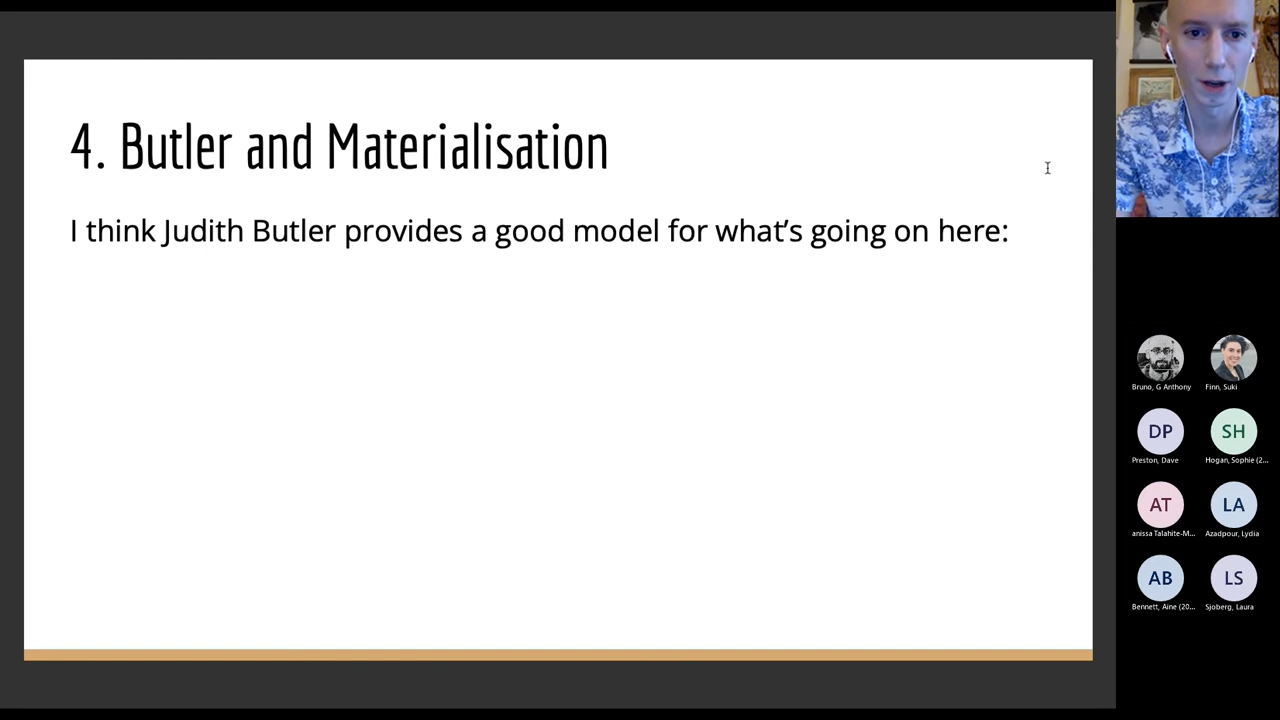 4. Butler and Materialisation
I think Judith Butler provides a good model for what's going on here:
Bruno, G Anthony
Finn, Suki
DP
SH
Preston, Dave
Hogan, Sophie (2...
AT
LA
anissa Talahite-M...
Azadpour, Lydia
AB
LS
Bennett, Aine (20...
Sjoberg, Laura